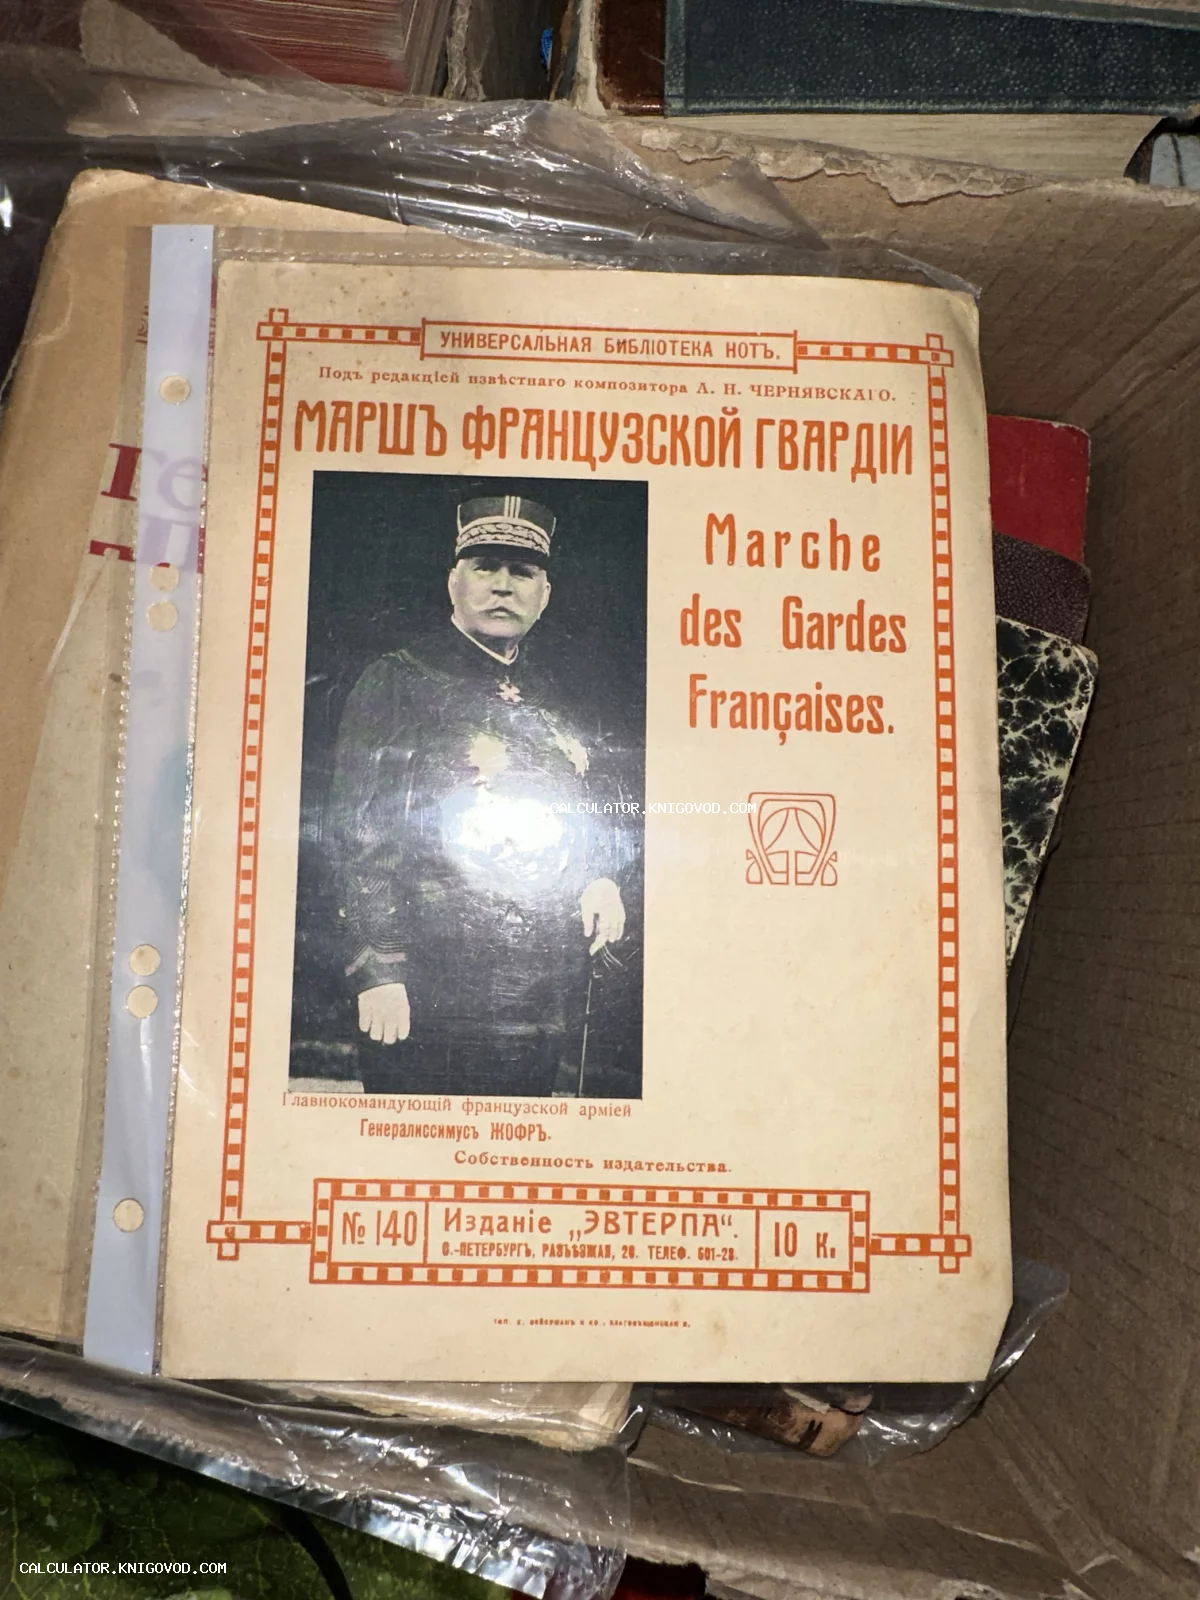 УНИВЕРСАЛЬНАЯ БИБЛІОТЕКА НОТЪ.
Подъ редакціей извѣстнаго композитора А. Н. ЧЕРНЯВСКАГО.
МАРШЪ ФРАНЦУЗСКОЙ ГВАРДІИ
Marche
des Gardes
Françaises.
CALCULATOR.KNIGOVOD.COM
Главнокомандующій французской арміей
Генералиссимусъ ЖОФРЪ.
Собственность издательства.
№ 140
Изданіе „ЭВТЕРПА“.
С.-ПЕТЕРБУРГЪ, РАЗЪѢЗЖАЯ, 20. ТЕЛЕФ. 601-28.
10 к.
CALCULATOR.KNIGOVOD.COM